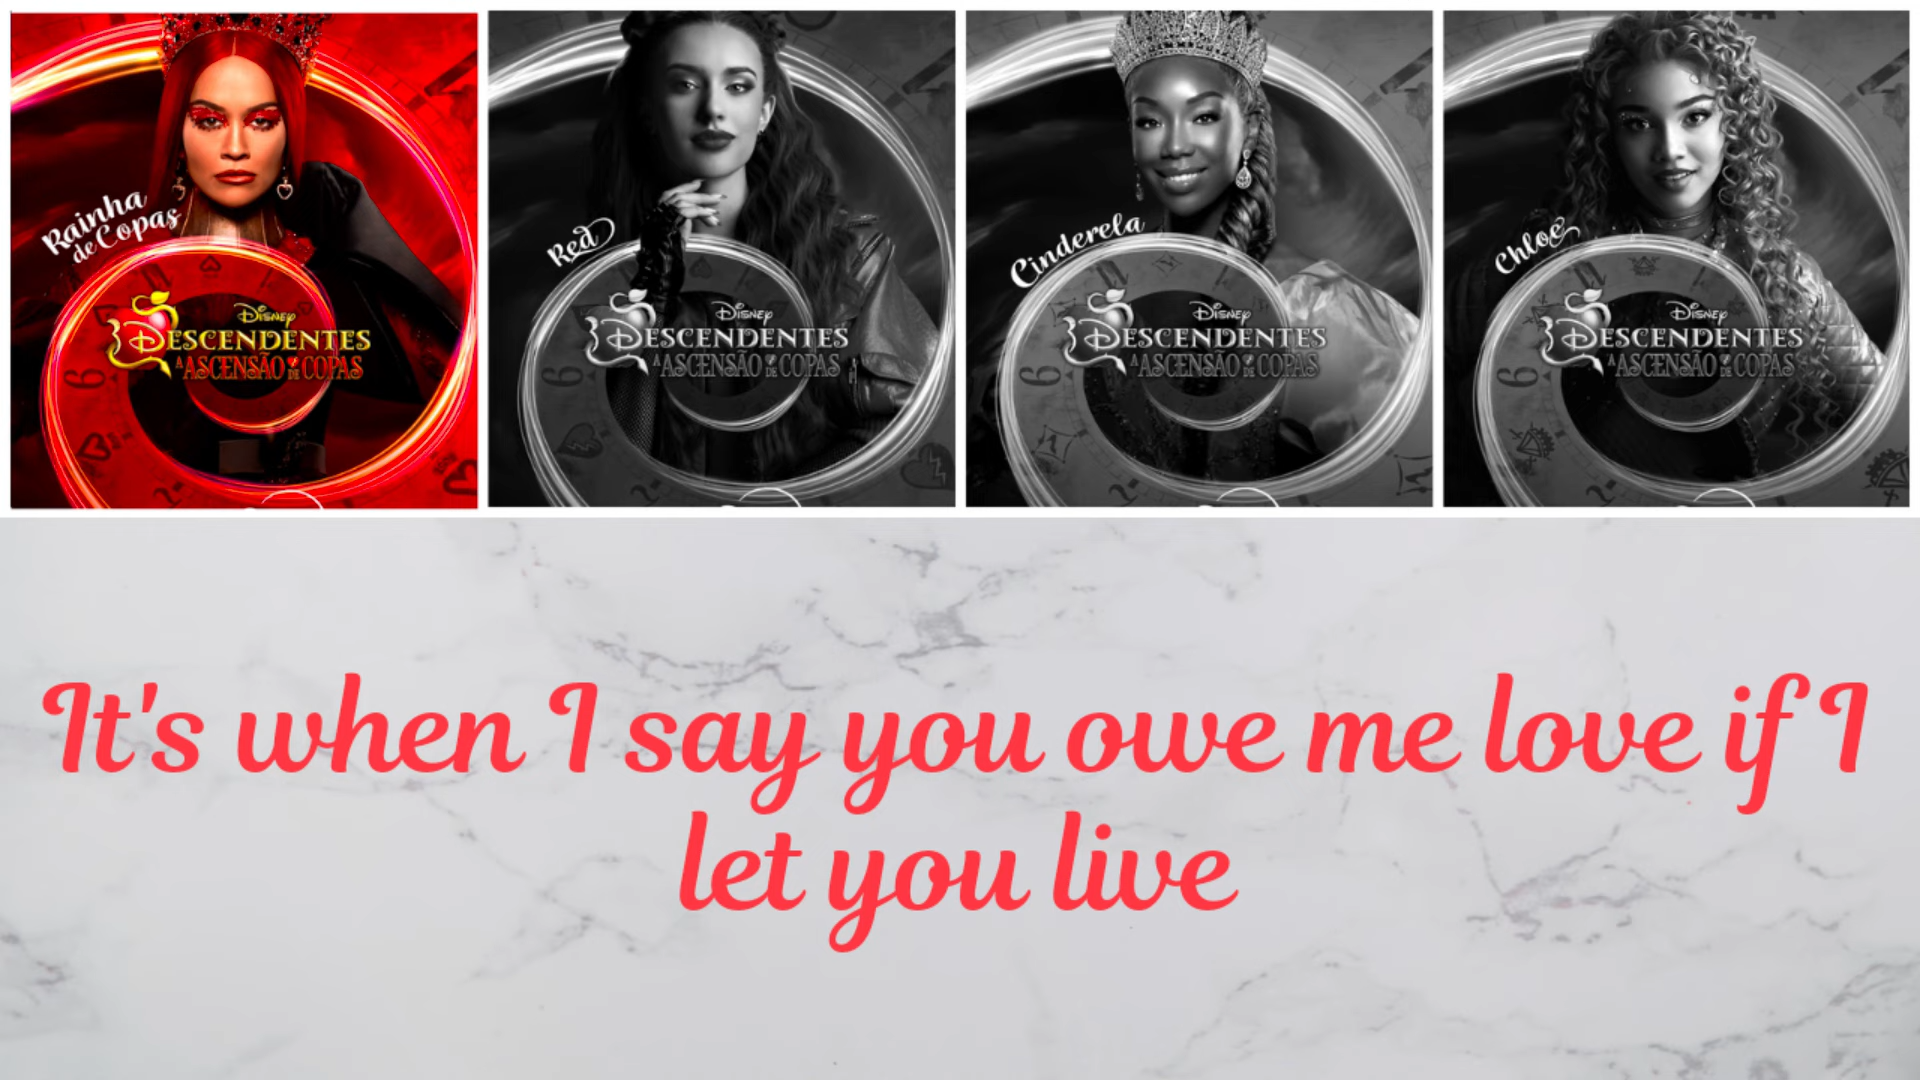 Rainha
de Copas
Disney
DESCENDENTES
A ASCENSÃO DE COPAS
Red
Disney
DESCENDENTES
A ASCENSÃO DE COPAS
Cinderela
Disney
DESCENDENTES
A ASCENSÃO DE COPAS
Chloé
Disney
DESCENDENTES
A ASCENSÃO DE COPAS
It's when I say you owe me love if I
let you live